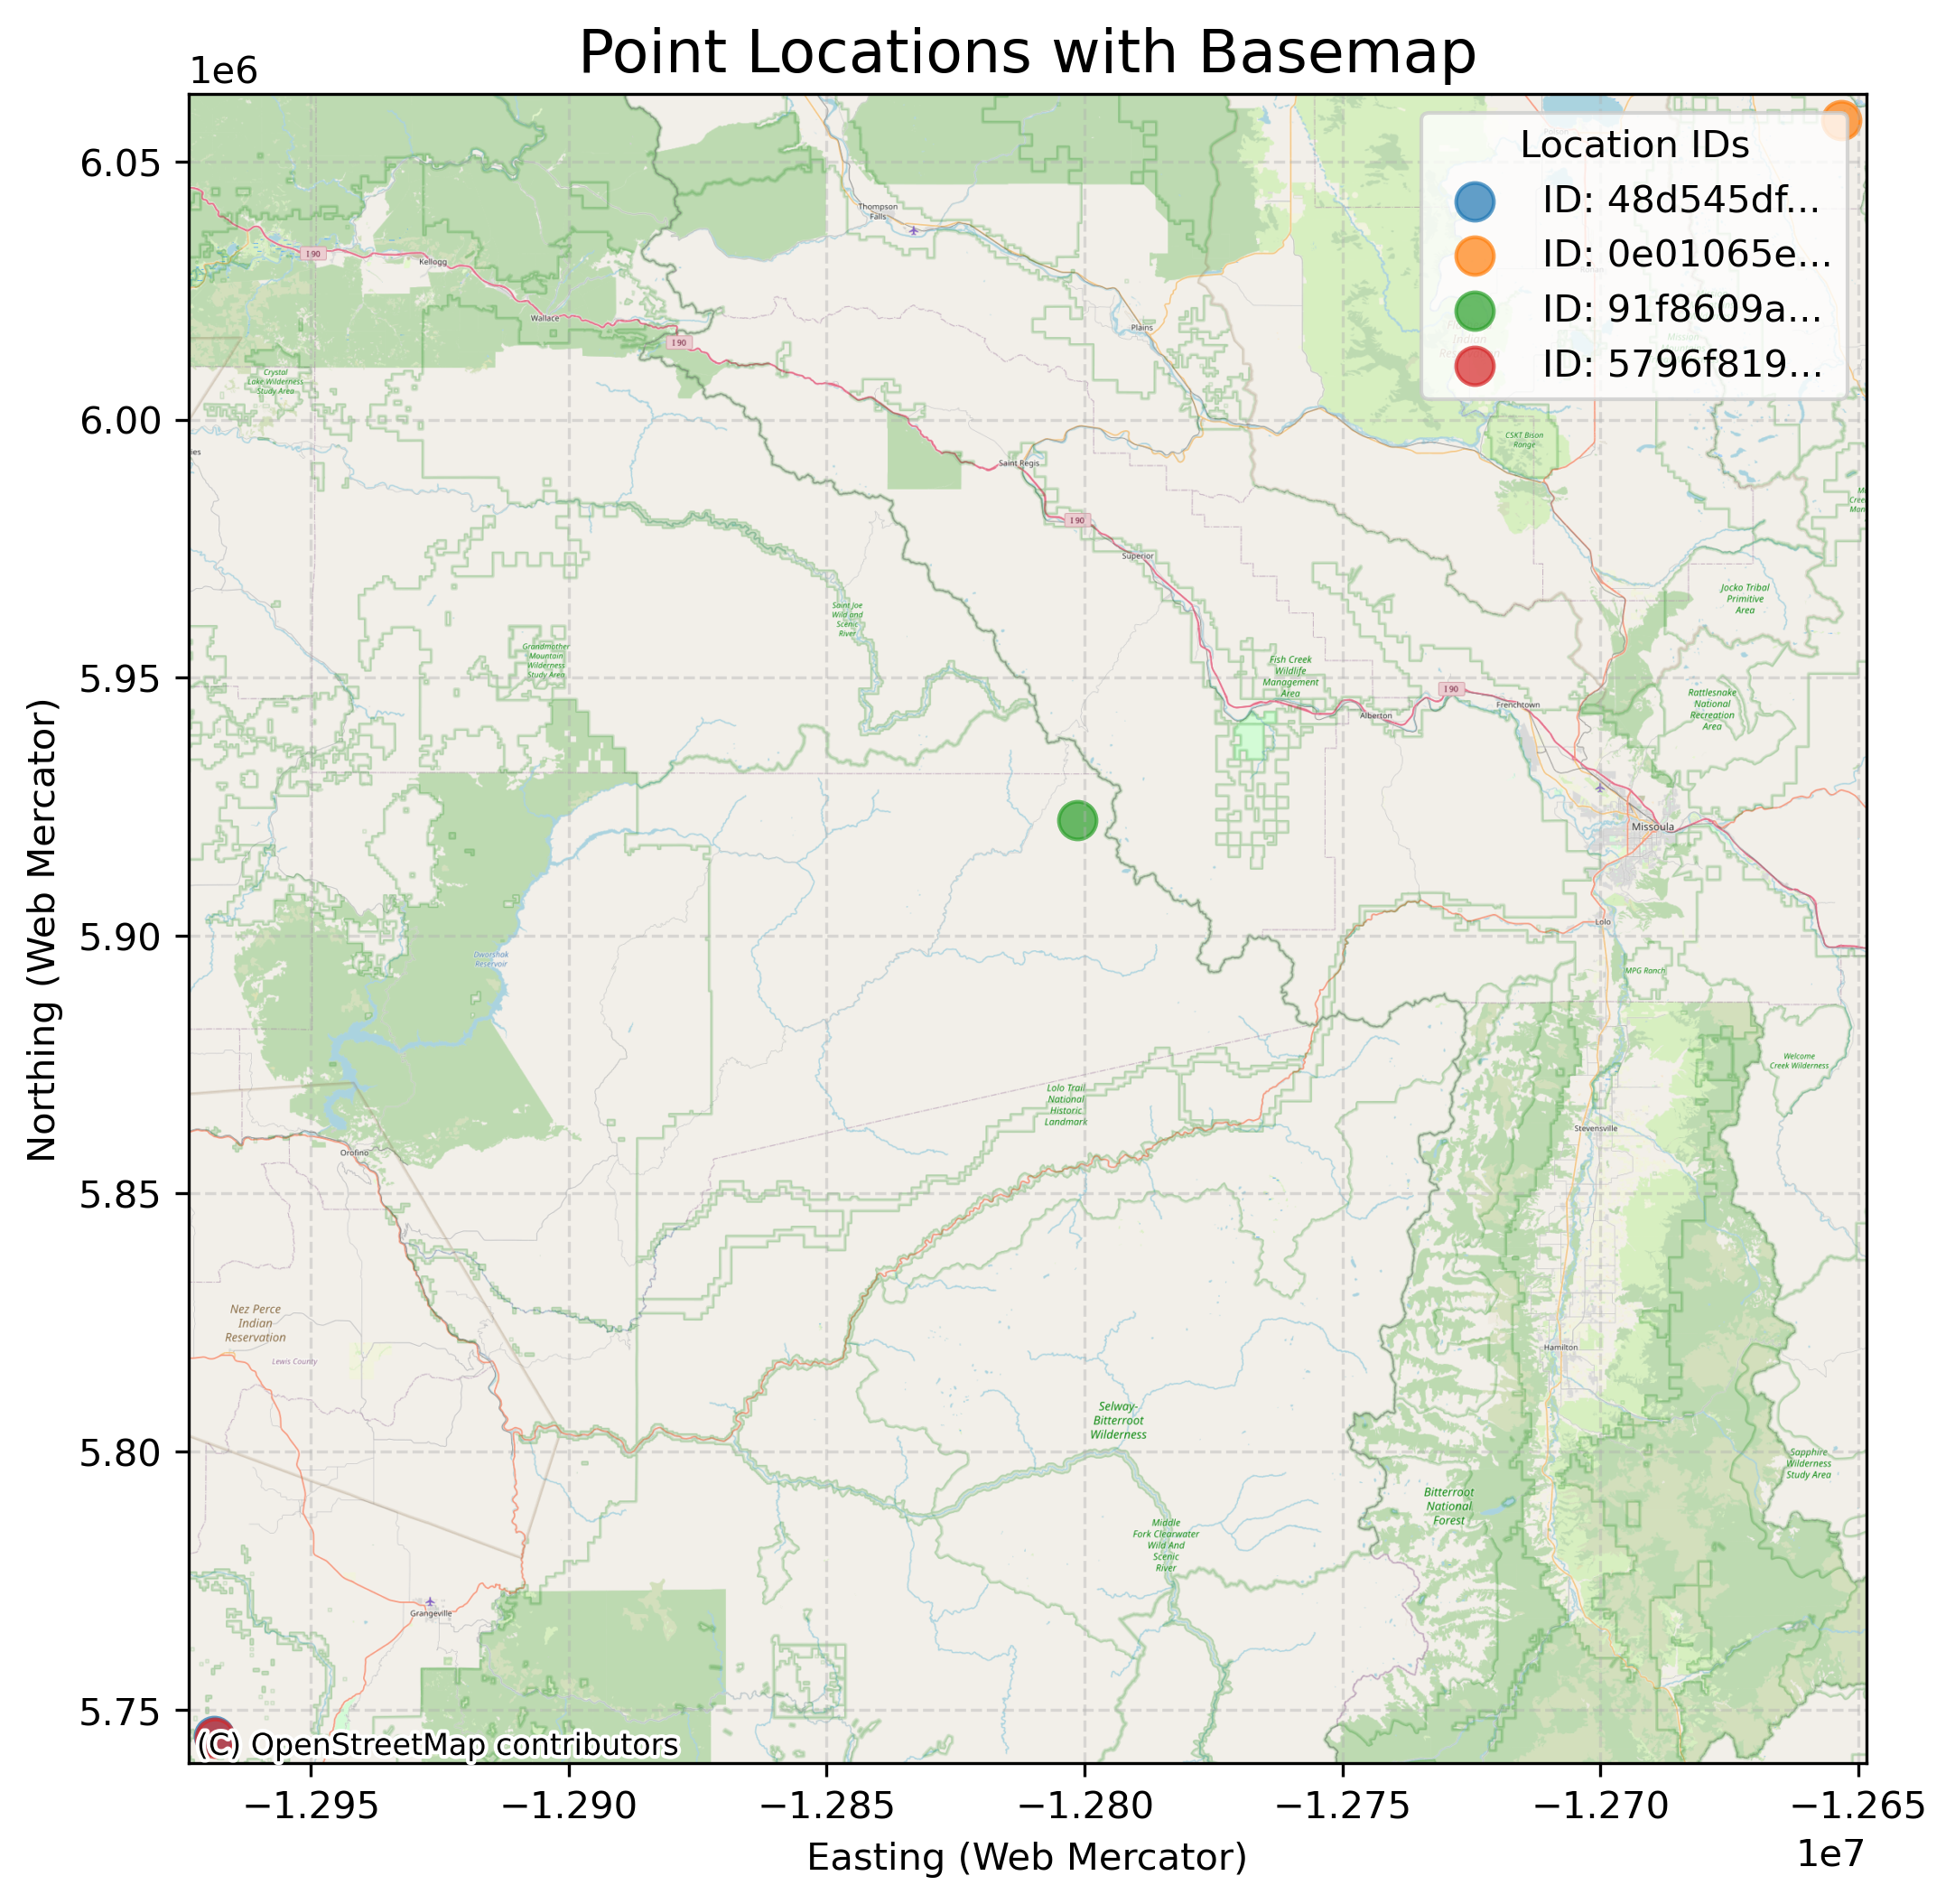 Point Locations with Basemap
1e6
6.05
6.00
5.95
5.90
5.85
5.80
5.75
Northing (Web Mercator)
Location IDs
ID: 48d545df...
ID: 0e01065e...
ID: 91f8609a...
ID: 5796f819...
Thompson
Falls
I 90
Kellogg
Wallace
I 90
Plains
Crystal
Lake Wilderness
Study Area
CSKT Bison
Range
ies
Saint Regis
I 90
Superior
Jocko Tribal
Primitive
Area
Saint Joe
Wild and
Scenic
River
Grandmother
Mountain
Wilderness
Study Area
Fish Creek
Wildlife
Management
Area
I 90
Rattlesnake
National
Recreation
Area
Frenchtown
Alberton
Missoula
Lolo
Dworshak
Reservoir
MPG Ranch
Welcome
Creek Wilderness
Lolo Trail
National
Historic
Landmark
Stevensville
Orofino
Nez Perce
Indian
Reservation
Lewis County
Hamilton
Selway-
Bitterroot
Wilderness
Sapphire
Wilderness
Study Area
Bitterroot
National
Forest
Middle
Fork Clearwater
Wild And
Scenic
River
Grangeville
(C) OpenStreetMap contributors
−1.295
−1.290
−1.285
−1.280
−1.275
−1.270
−1.265
1e7
Easting (Web Mercator)